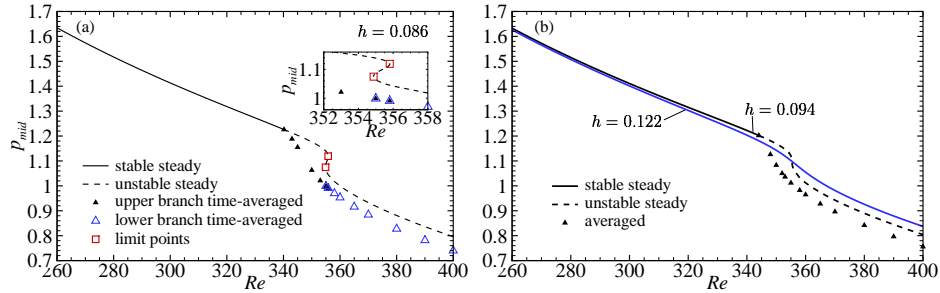 (a)
h = 0.086
1.7
1.6
1.5
1.4
1.3
1.2
1.1
1
0.9
0.8
0.7
p_mid
260
280
300
320
340
360
380
400
Re
1.1
1
p_mid
352
354
356
358
Re
stable steady
unstable steady
upper branch time-averaged
lower branch time-averaged
limit points
(b)
1.7
1.6
1.5
1.4
1.3
1.2
1.1
1
0.9
0.8
0.7
h = 0.122
h = 0.094
stable steady
unstable steady
averaged
260
280
300
320
340
360
380
400
Re